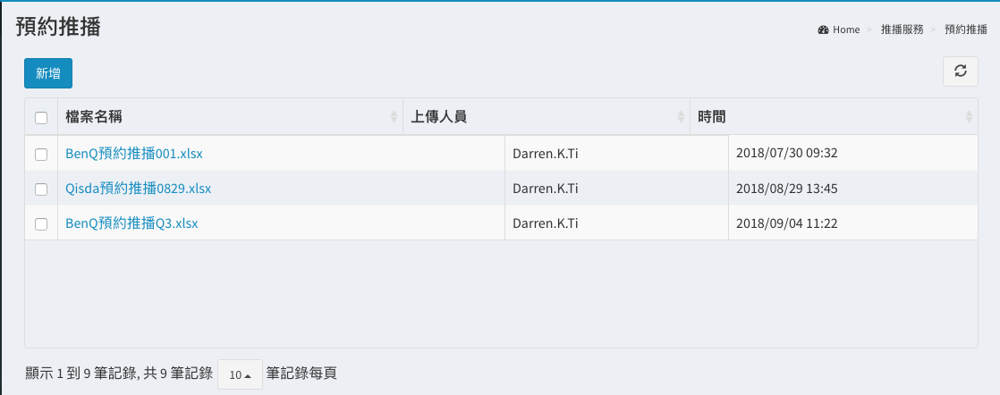 預約推播
Home > 推播服務 > 預約推播
新增
檔案名稱 上傳人員 時間
BenQ預約推播001.xlsx Darren.K.Ti 2018/07/30 09:32
Qisda預約推播0829.xlsx Darren.K.Ti 2018/08/29 13:45
BenQ預約推播Q3.xlsx Darren.K.Ti 2018/09/04 11:22
顯示 1 到 9 筆記錄, 共 9 筆記錄 10 筆記錄每頁